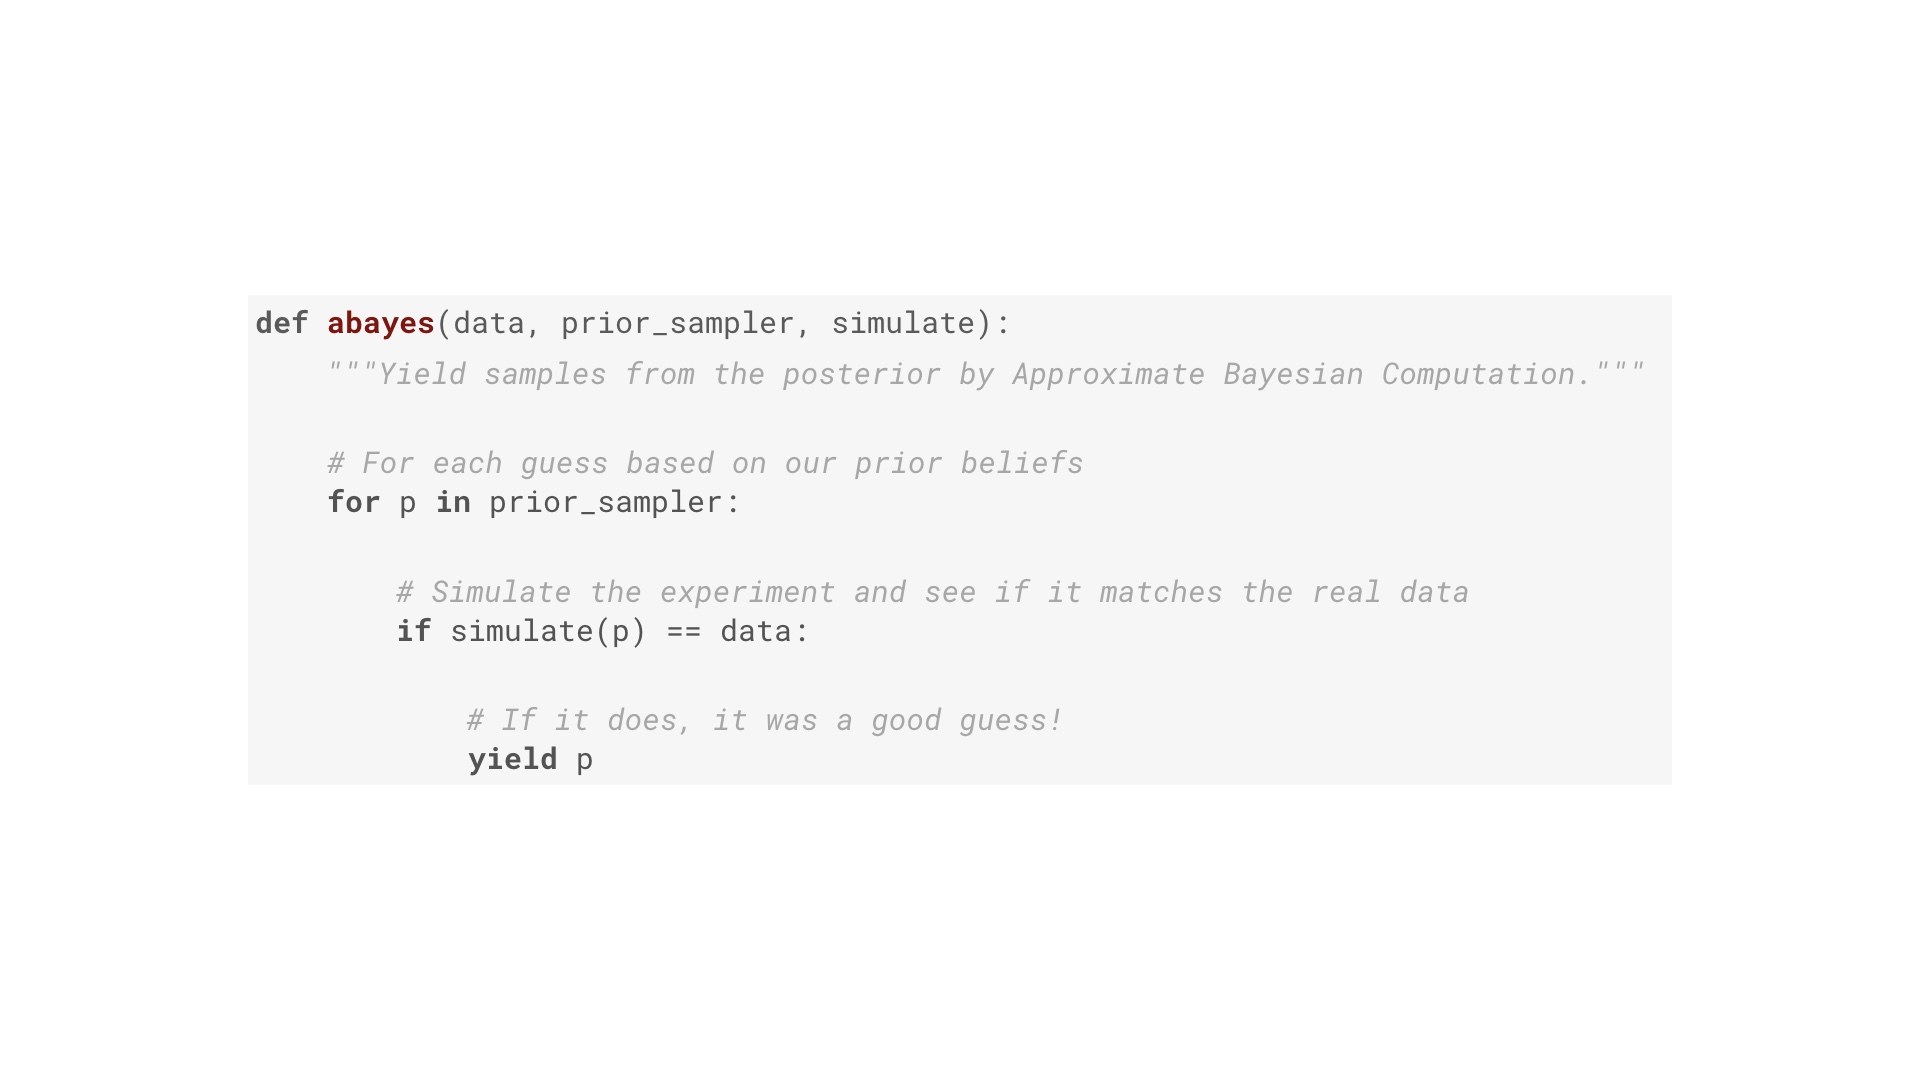 def abayes(data, prior_sampler, simulate):
    """Yield samples from the posterior by Approximate Bayesian Computation."""
    # For each guess based on our prior beliefs
    for p in prior_sampler:
        # Simulate the experiment and see if it matches the real data
        if simulate(p) == data:
            # If it does, it was a good guess!
            yield p